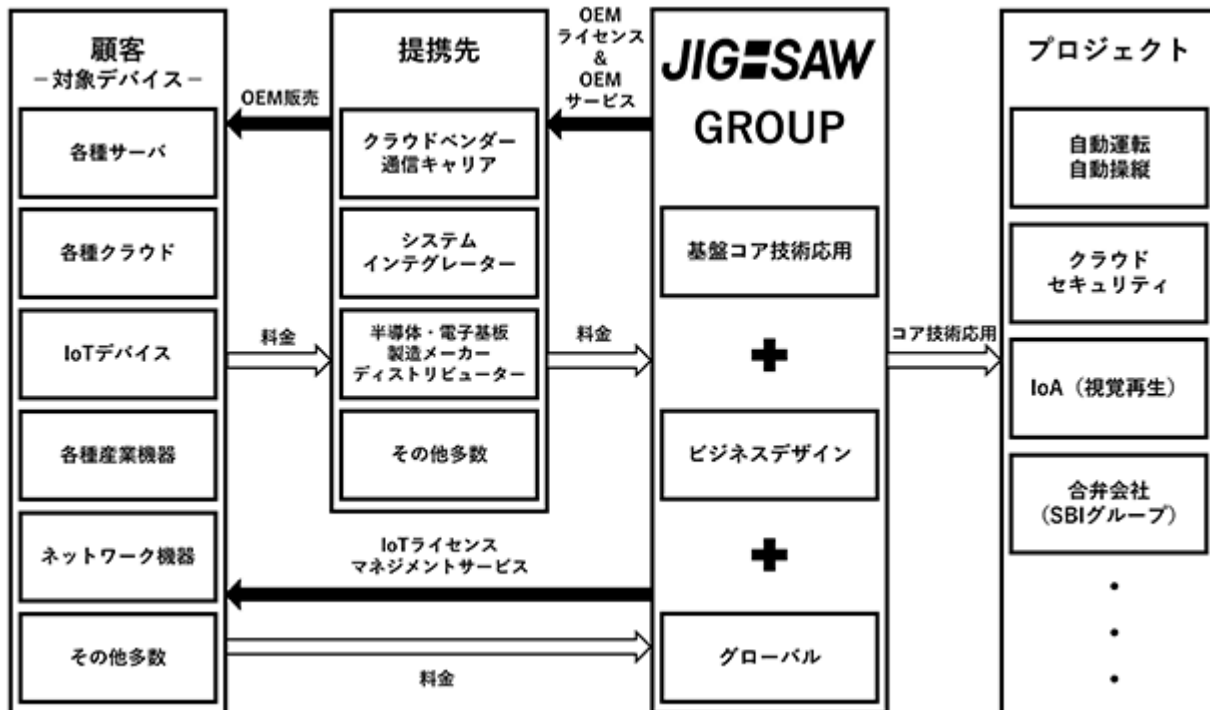 顧客
－対象デバイス－
各種サーバ
各種クラウド
IoTデバイス
各種産業機器
ネットワーク機器
その他多数
OEM販売
料金
提携先
クラウドベンダー
通信キャリア
システム
インテグレーター
半導体・電子基板
製造メーカー
ディストリビューター
その他多数
OEM
ライセンス
&
OEM
サービス
料金
IoTライセンス
マネジメントサービス
料金
JIG-SAW
GROUP
基盤コア技術応用
+
ビジネスデザイン
+
グローバル
コア技術応用
プロジェクト
自動運転
自動操縦
クラウド
セキュリティ
IoA（視覚再生）
合弁会社
(SBIグループ)
・
・
・